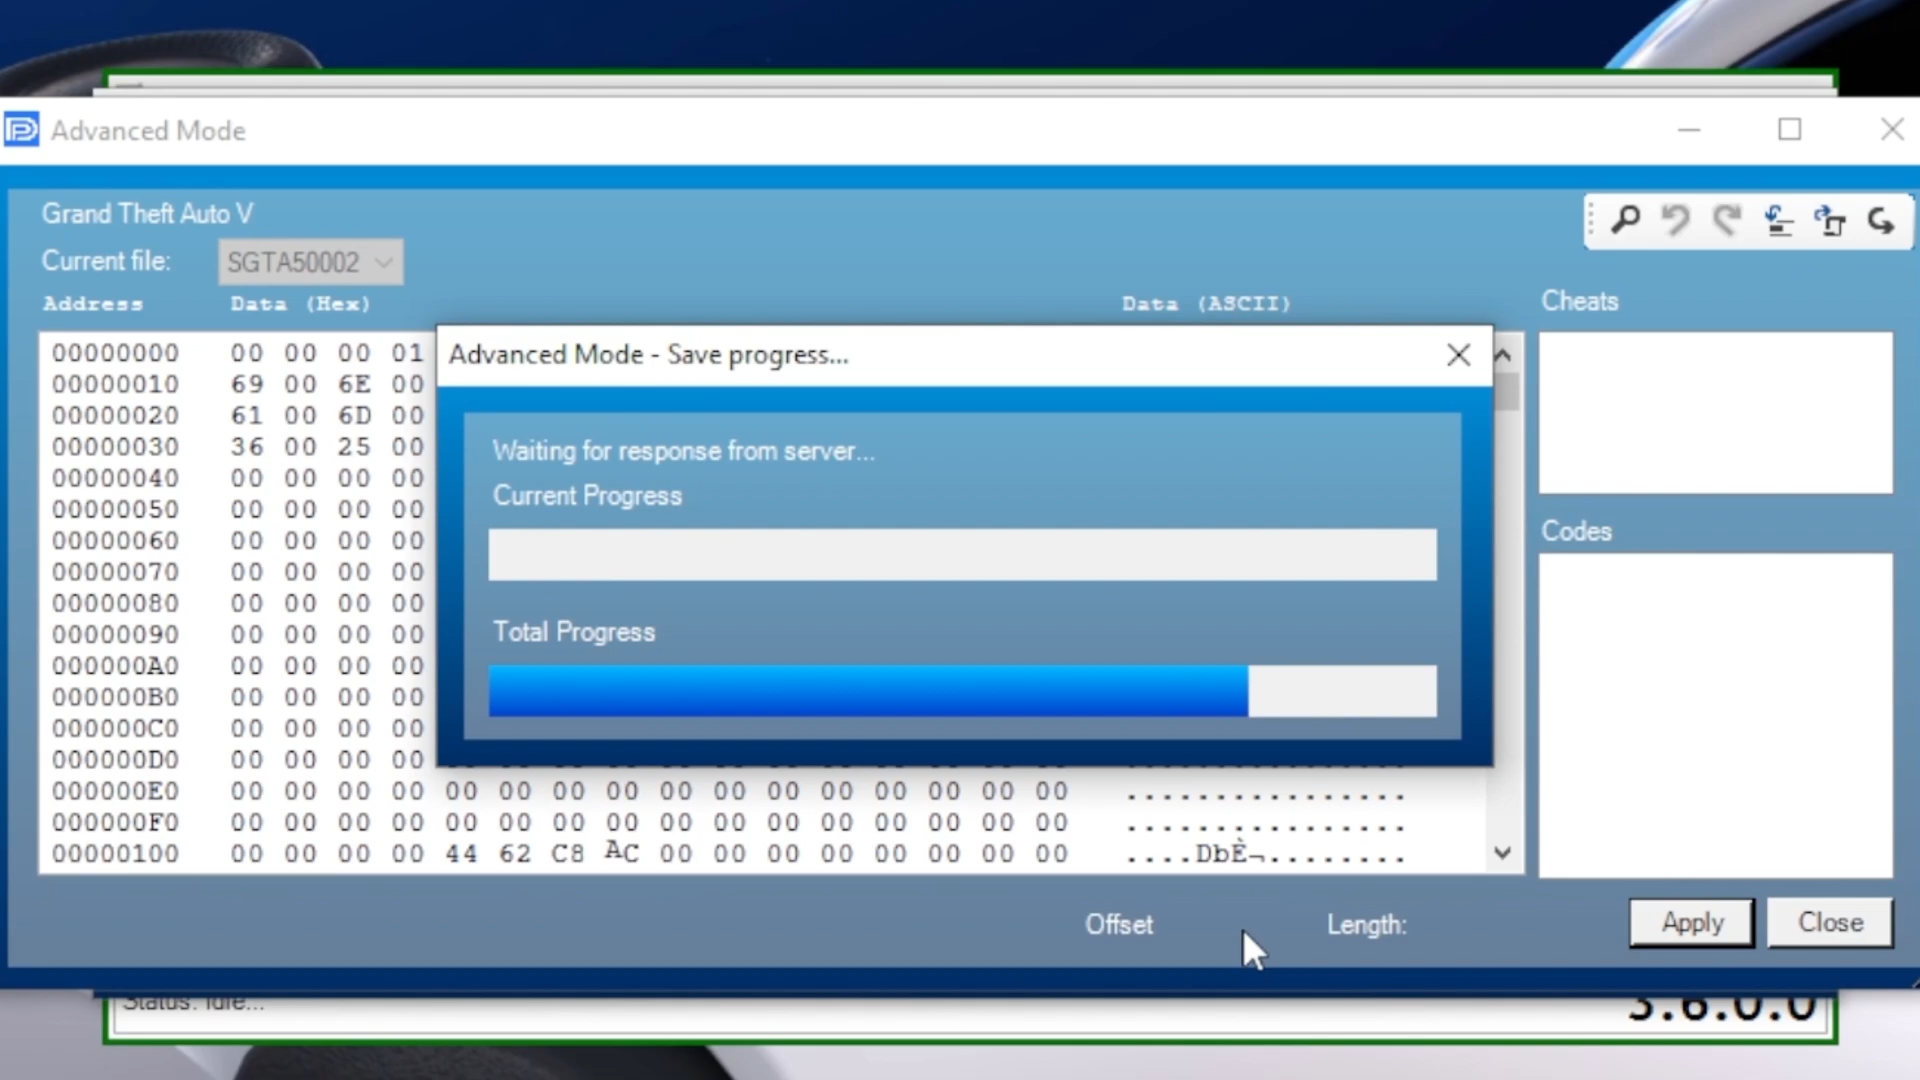 Advanced Mode
Grand Theft Auto V
Current file: SGTA50002
Address Data (Hex) Data (ASCII) Cheats
00000000 00 00 00 01
Advanced Mode - Save progress...
00000010 69 00 6E 00
00000020 61 00 6D 00
00000030 36 00 25 00
Waiting for response from server...
00000040 00 00 00 00
Current Progress
00000050 00 00 00 00
Codes
00000060 00 00 00 00
00000070 00 00 00 00
00000080 00 00 00 00
00000090 00 00 00 00
Total Progress
000000A0 00 00 00 00
000000B0 00 00 00 00
000000C0 00 00 00 00
000000D0 00 00 00 00
000000E0 00 00 00 00 00 00 00 00 00 00 00 00 00 00 00 00 ................
000000F0 00 00 00 00 00 00 00 00 00 00 00 00 00 00 00 00 ................
00000100 00 00 00 00 44 62 C8 AC 00 00 00 00 00 00 00 00 ....DbÈ¬........
Offset Length: Apply Close
Status: Idle... 3.6.0.0